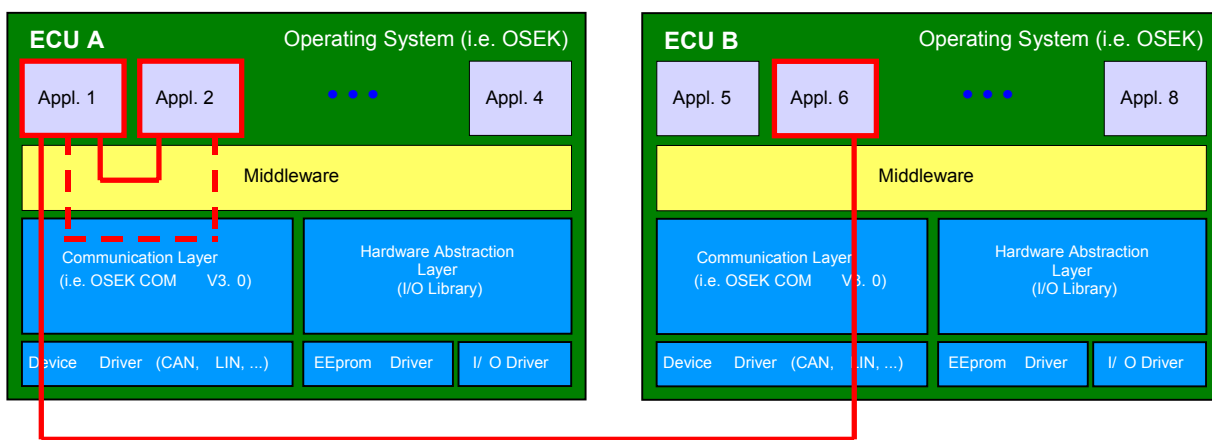 ECU A Operating System (i.e. OSEK)
Appl. 1 Appl. 2 • • • Appl. 4
Middleware
Communication Layer
(i.e. OSEK COM V3. 0)
Hardware Abstraction
Layer
(I/O Library)
Device Driver (CAN, LIN, ...) EEprom Driver I/ O Driver
ECU B Operating System (i.e. OSEK)
Appl. 5 Appl. 6 • • • Appl. 8
Middleware
Communication Layer
(i.e. OSEK COM V3. 0)
Hardware Abstraction
Layer
(I/O Library)
Device Driver (CAN, LIN, ...) EEprom Driver I/ O Driver